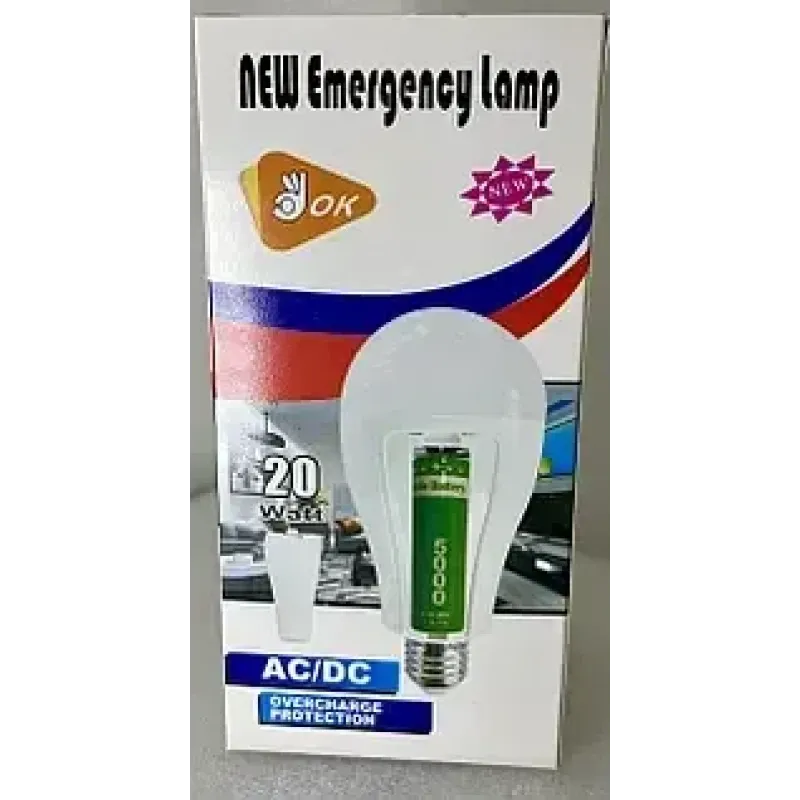 NEW Emergency Lamp
OK
NEW
20
Watt
5000
AC/DC
OVERCHARGE
PROTECTION